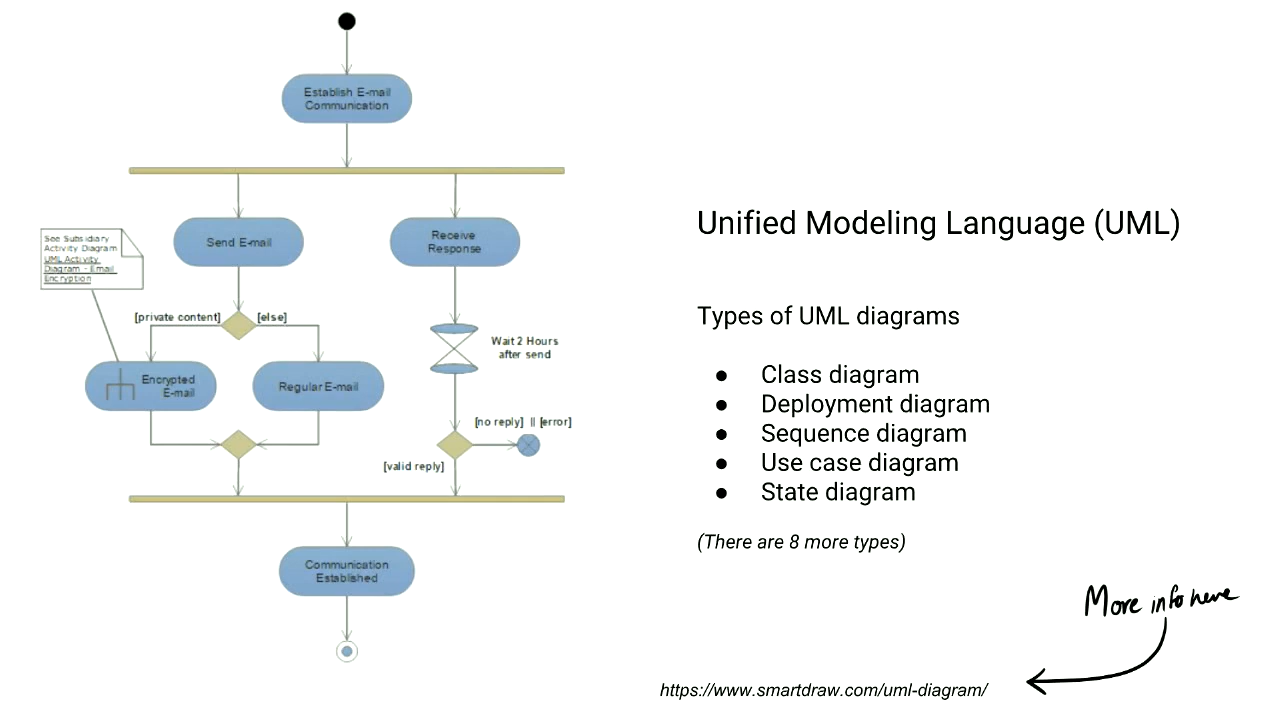 Establish E-mail
Communication
Send E-mail
Receive
Response
See Subsidiary
Activity Diagram
UML Activity
Diagram - Email
Encryption
[private content]
[else]
Wait 2 Hours
after send
Encrypted
E-mail
Regular E-mail
[no reply] || [error]
[valid reply]
Communication
Established
Unified Modeling Language (UML)
Types of UML diagrams
● Class diagram
● Deployment diagram
● Sequence diagram
● Use case diagram
● State diagram
(There are 8 more types)
More info here
https://www.smartdraw.com/uml-diagram/